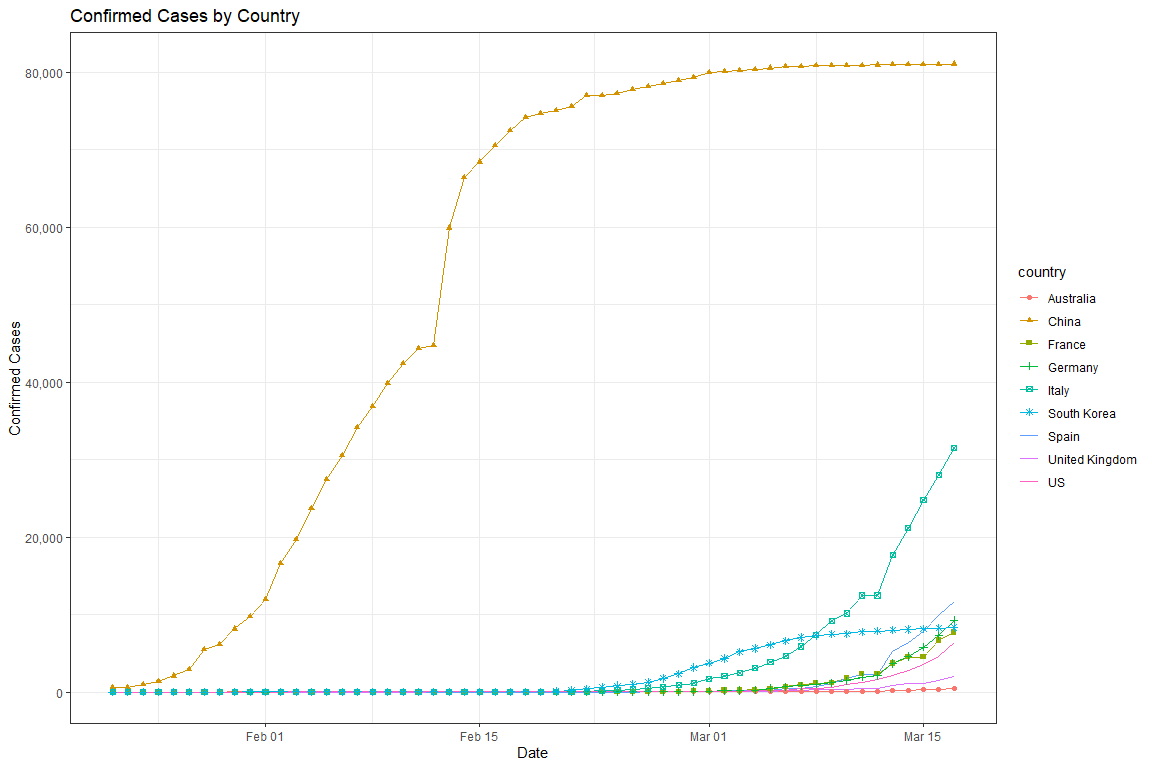 Confirmed Cases by Country
80,000
60,000
40,000
20,000
0
Confirmed Cases
Feb 01
Feb 15
Mar 01
Mar 15
Date
country
Australia
China
France
Germany
Italy
South Korea
Spain
United Kingdom
US